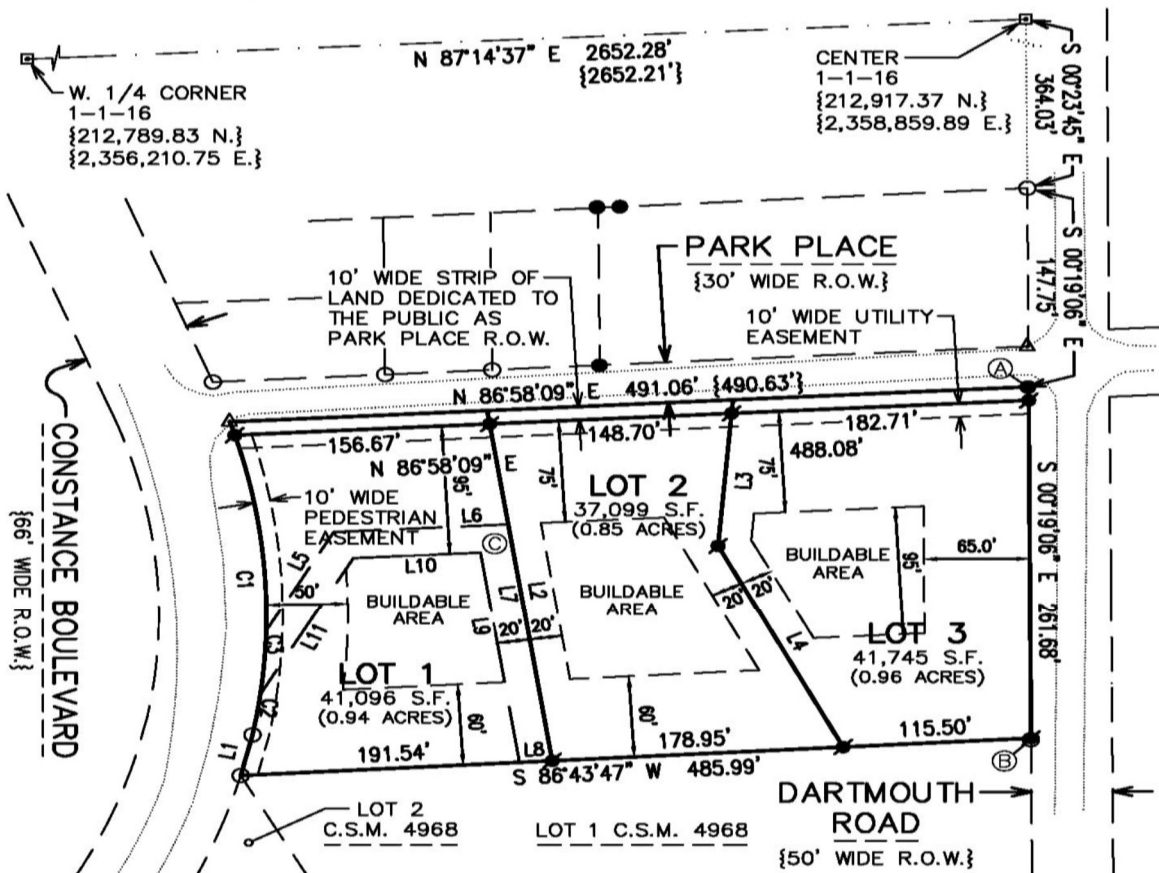 N 87°14'37" E 2652.28'
{2652.21'}
W. 1/4 CORNER
1-1-16
{212,789.83 N.}
{2,356,210.75 E.}
CENTER
1-1-16
{212,917.37 N.}
{2,358,859.89 E.}
S 00°23'45" E
364.03'
S 00°19'06" E
147.75'
PARK PLACE
{30' WIDE R.O.W.}
10' WIDE STRIP OF
LAND DEDICATED TO
THE PUBLIC AS
PARK PLACE R.O.W.
10' WIDE UTILITY
EASEMENT
A
N 86°58'09" E 491.06' {490.63'}
156.67'
148.70'
182.71'
N 86°58'09" E
488.08'
95'
75'
75'
L3
10' WIDE
PEDESTRIAN
EASEMENT
L6
C
LOT 2
37,099 S.F.
(0.85 ACRES)
BUILDABLE
AREA
95'
65.0'
S 00°19'06" E 261.68'
CONSTANCE BOULEVARD
{66' WIDE R.O.W.}
C1
L5
50'
L10
BUILDABLE
AREA
L7
L2
BUILDABLE
AREA
20'
20'
L11
C3
L9
20'
20'
L4
LOT 3
41,745 S.F.
(0.96 ACRES)
LOT 1
41,096 S.F.
(0.94 ACRES)
C2
L1
60'
60'
191.54'
L8
178.95'
115.50'
S 86°43'47" W 485.99'
B
LOT 2
C.S.M. 4968
LOT 1 C.S.M. 4968
DARTMOUTH
ROAD
{50' WIDE R.O.W.}